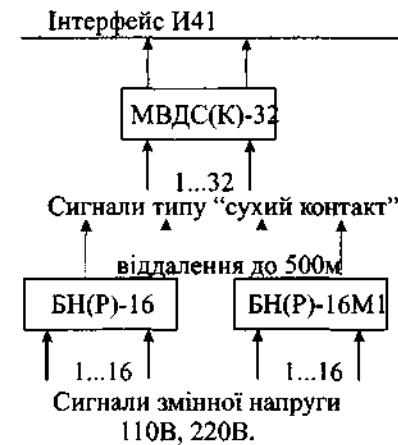 Інтерфейс И41
МВДС(К)-32
1...32
Сигнали типу “сухий контакт”
віддалення до 500м
БН(Р)-16 БН(Р)-16М1
1...16 1...16
Сигнали змінної напруги
110В, 220В.